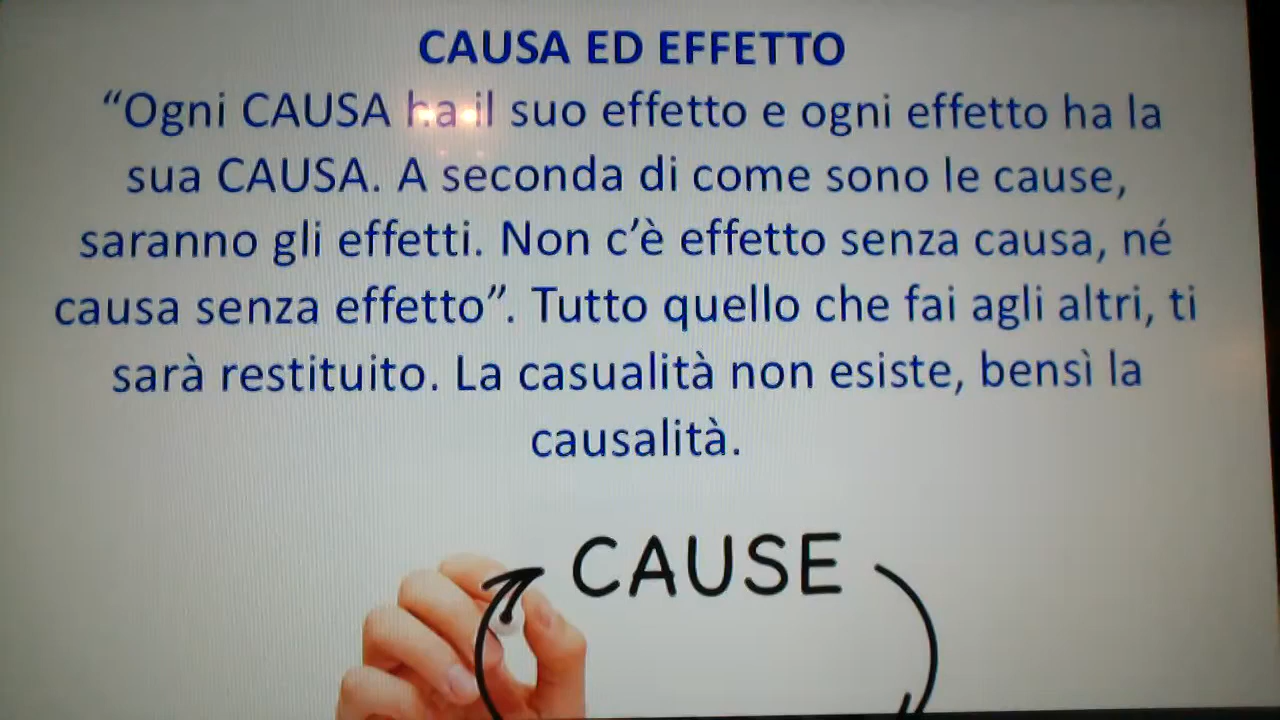 CAUSA ED EFFETTO
“Ogni CAUSA ha il suo effetto e ogni effetto ha la
sua CAUSA. A seconda di come sono le cause,
saranno gli effetti. Non c’è effetto senza causa, né
causa senza effetto”. Tutto quello che fai agli altri, ti
sarà restituito. La casualità non esiste, bensì la
causalità.
CAUSE